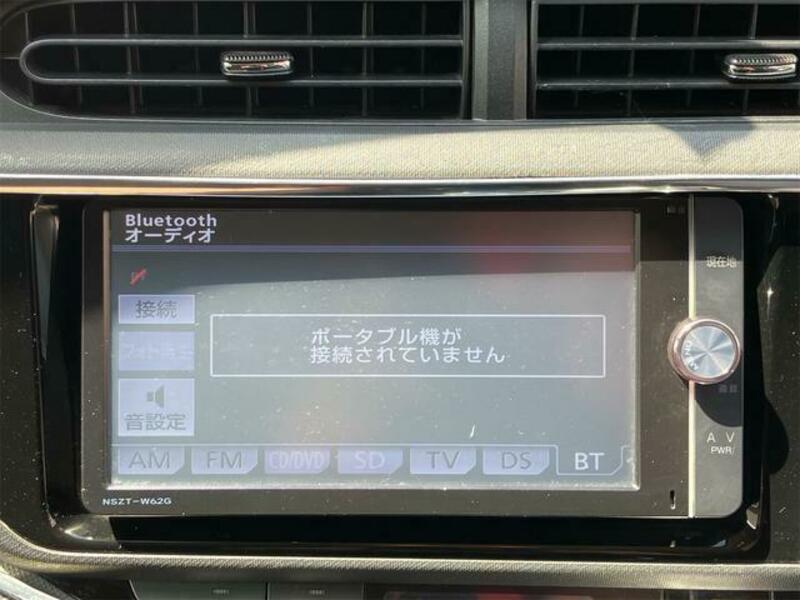 Bluetooth
オーディオ
現在地
接続
ポータブル機が
接続されていません
音設定
AM FM CD/DVD SD TV DS BT
A V
PWR
NSZT-W62G